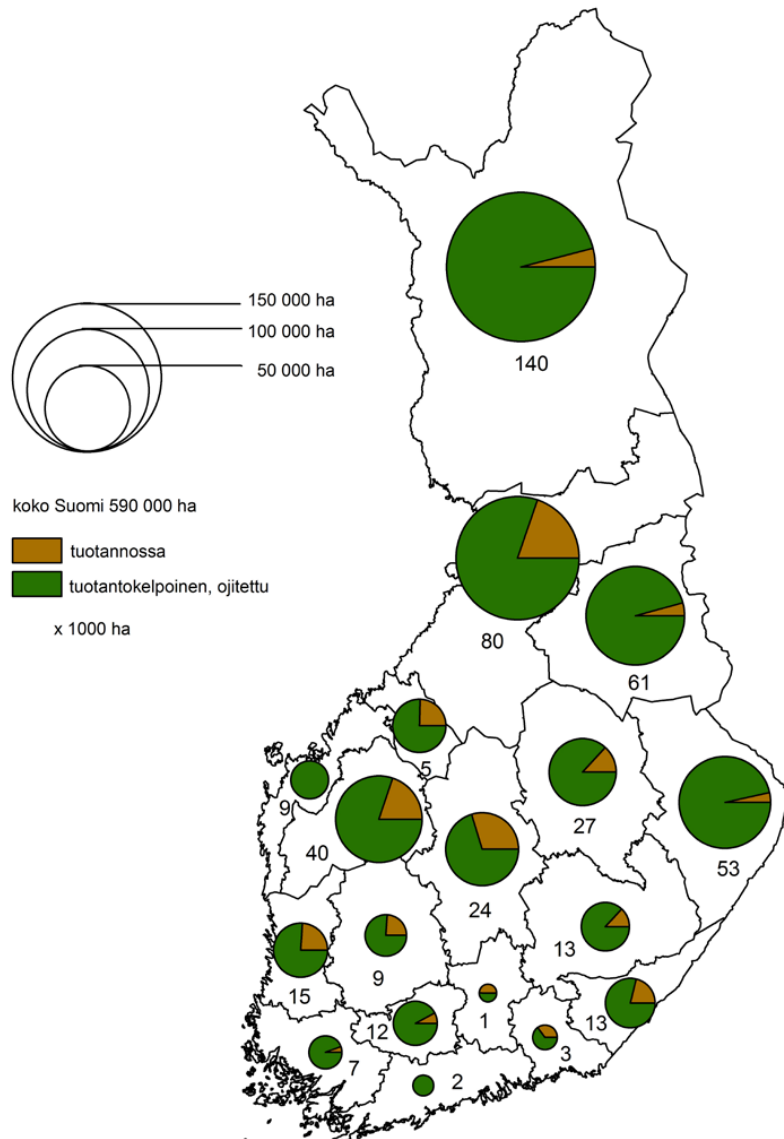 150 000 ha
100 000 ha
50 000 ha
koko Suomi 590 000 ha
tuotannossa
tuotantokelpoinen, ojitettu
x 1000 ha
140
80
61
5
9
27
40
53
24
13
15
9
12
1
13
7
2
3